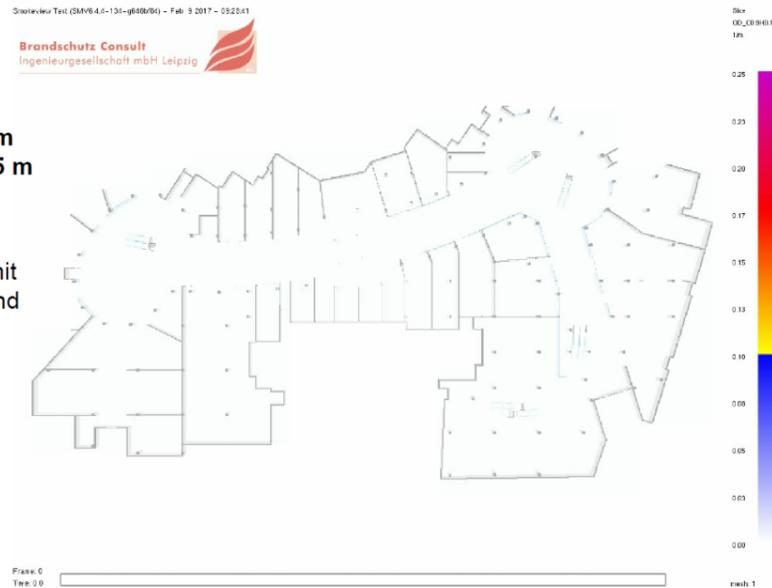 Smokeview Test (SMV6.4.4-134-g648bf84) - Feb 9 2017 - 09:28:41
Brandschutz Consult
Ingenieurgesellschaft mbH Leipzig
m
5 m
nit
nd
Slice
1/m
0.25
0.23
0.20
0.17
0.15
0.13
0.10
0.08
0.05
0.03
0.00
Frame: 0
Time: 0.0
mesh: 1